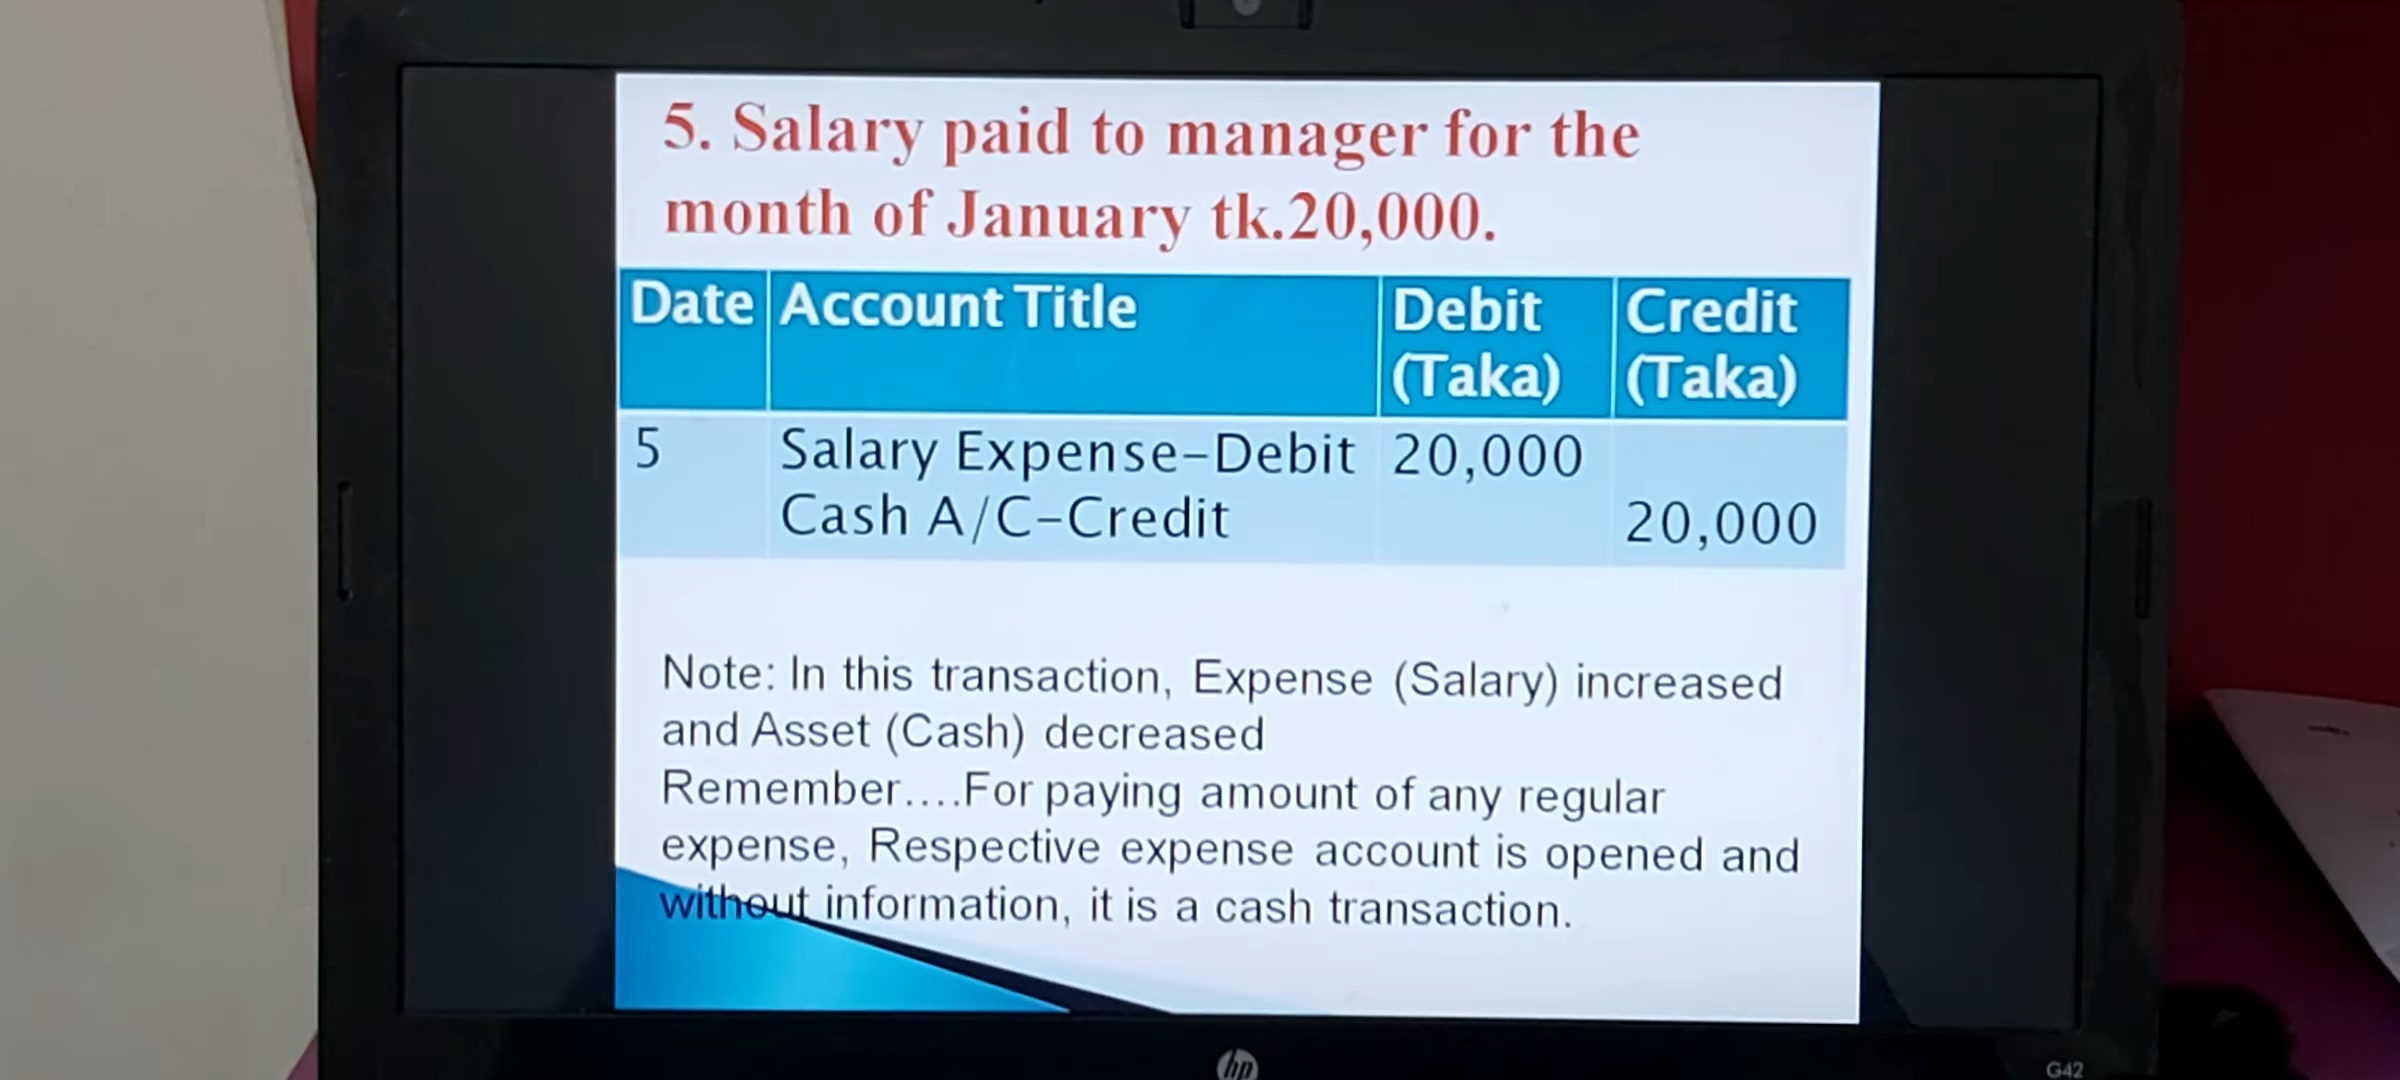 5. Salary paid to manager for the
month of January tk.20,000.
Date Account Title Debit (Taka) Credit (Taka)
5 Salary Expense-Debit 20,000
Cash A/C-Credit 20,000
Note: In this transaction, Expense (Salary) increased
and Asset (Cash) decreased
Remember....For paying amount of any regular
expense, Respective expense account is opened and
without information, it is a cash transaction.
hp
G42